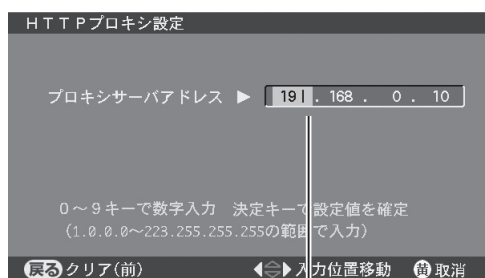 HTTPプロキシ設定
プロキシサーバアドレス ▶ 191. 168. 0. 10
0～9キーで数字入力 決定キーで設定値を確定
(1.0.0.0～223.255.255.255の範囲で入力)
戻る クリア(前) 入力位置移動 黄 取消